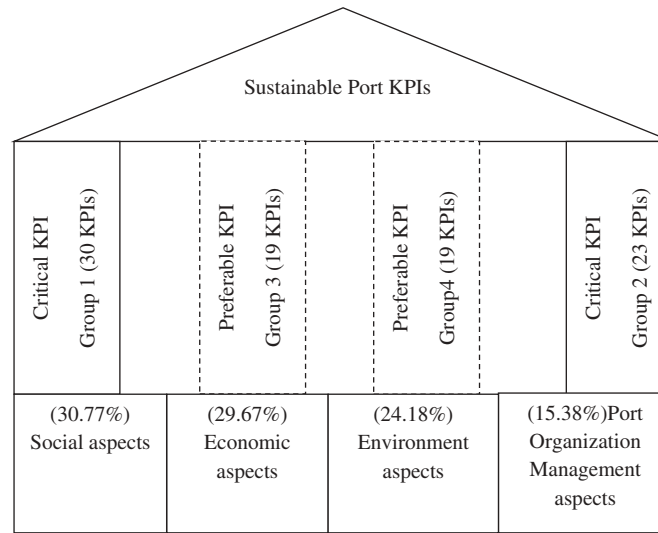 Sustainable Port KPIs
Critical KPI
Group 1 (30 KPIs)
Preferable KPI
Group 3 (19 KPIs)
Preferable KPI
Group4 (19 KPIs)
Critical KPI
Group 2 (23 KPIs)
(30.77%)
Social aspects
(29.67%)
Economic
aspects
(24.18%)
Environment
aspects
(15.38%)Port
Organization
Management
aspects